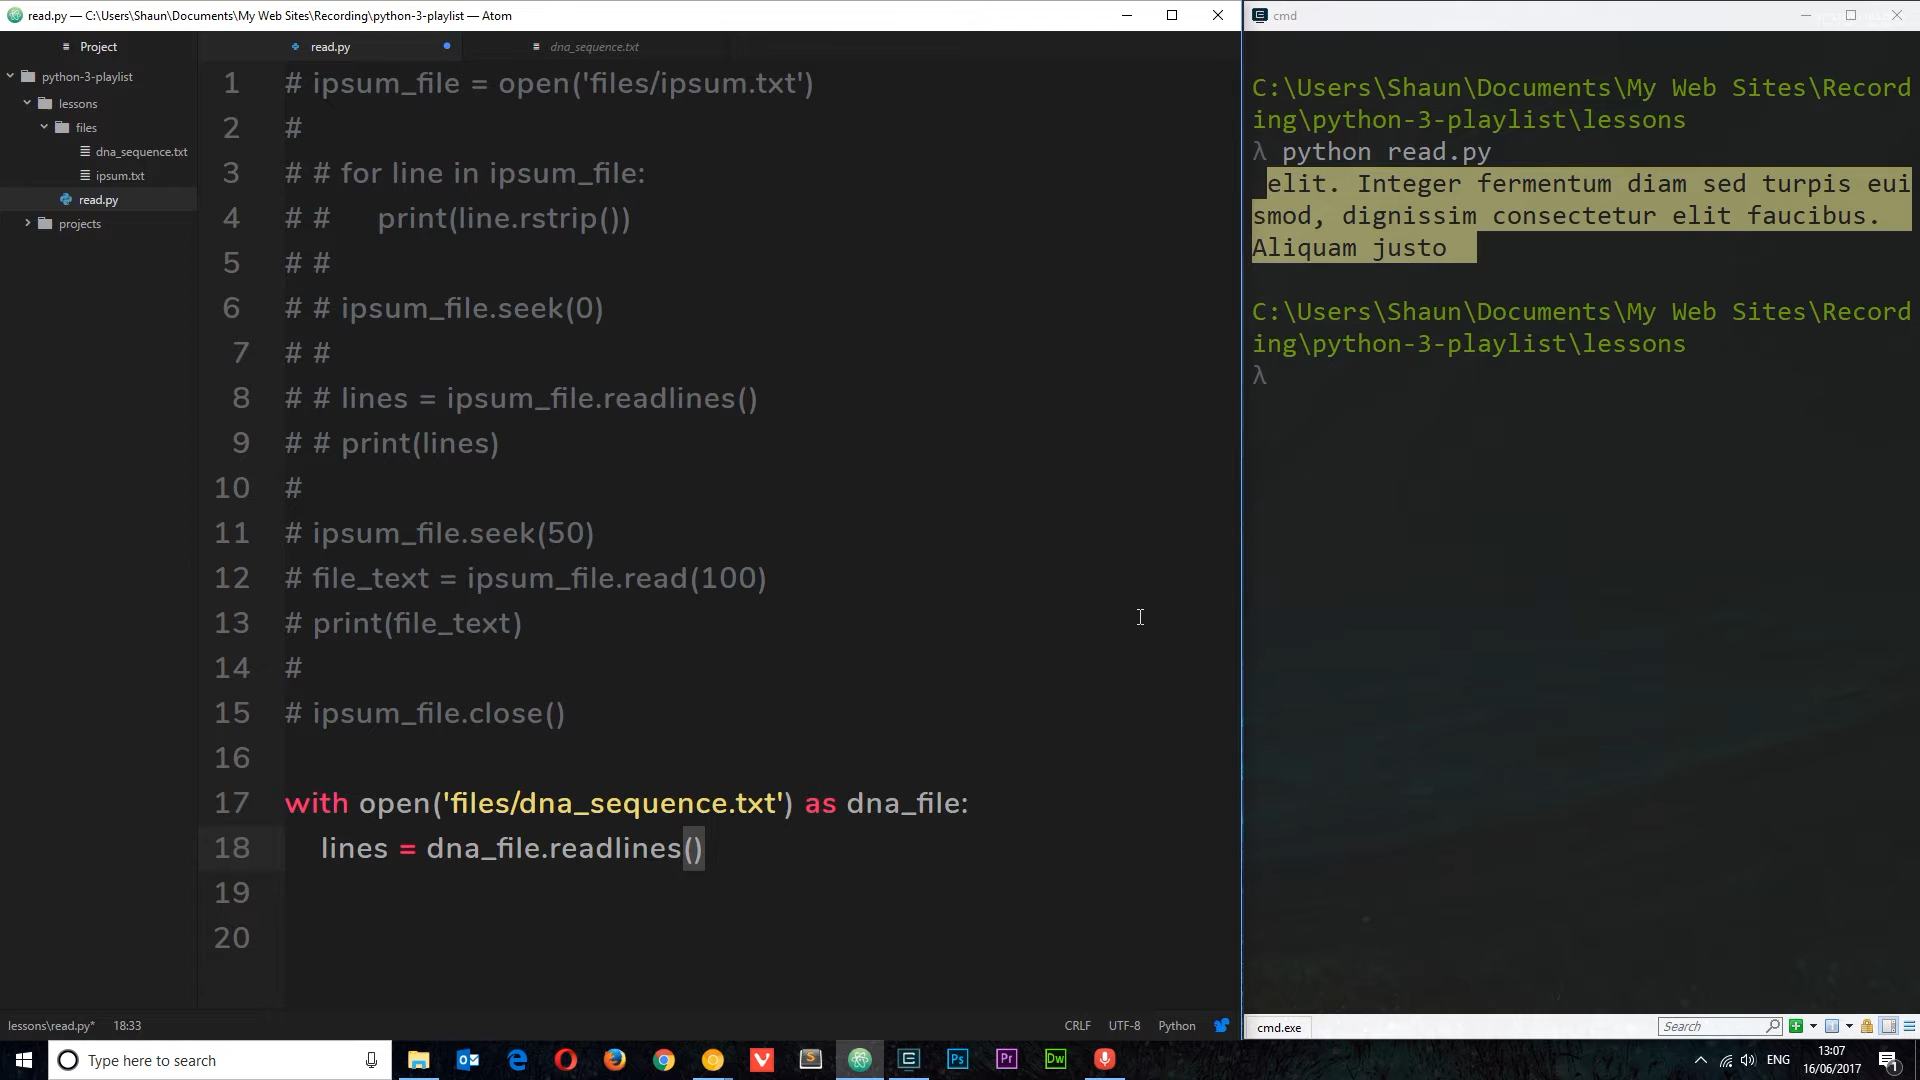 read.py — C:\Users\Shaun\Documents\My Web Sites\Recording\python-3-playlist — Atom
Project
python-3-playlist
lessons
files
dna_sequence.txt
ipsum.txt
read.py
projects
read.py
dna_sequence.txt
1 # ipsum_file = open('files/ipsum.txt')
2 #
3 # # for line in ipsum_file:
4 # #     print(line.rstrip())
5 # #
6 # # ipsum_file.seek(0)
7 # #
8 # # lines = ipsum_file.readlines()
9 # # print(lines)
10 #
11 # ipsum_file.seek(50)
12 # file_text = ipsum_file.read(100)
13 # print(file_text)
14 #
15 # ipsum_file.close()
16
17 with open('files/dna_sequence.txt') as dna_file:
18     lines = dna_file.readlines()
19
20
lessons\read.py* 18:33
CRLF UTF-8 Python
cmd
C:\Users\Shaun\Documents\My Web Sites\Record
ing\python-3-playlist\lessons
λ python read.py
elit. Integer fermentum diam sed turpis eui
smod, dignissim consectetur elit faucibus.
Aliquam justo
C:\Users\Shaun\Documents\My Web Sites\Record
ing\python-3-playlist\lessons
λ
cmd.exe
Search
Type here to search
Ps
Pr
Dw
ENG
13:07
16/06/2017
1